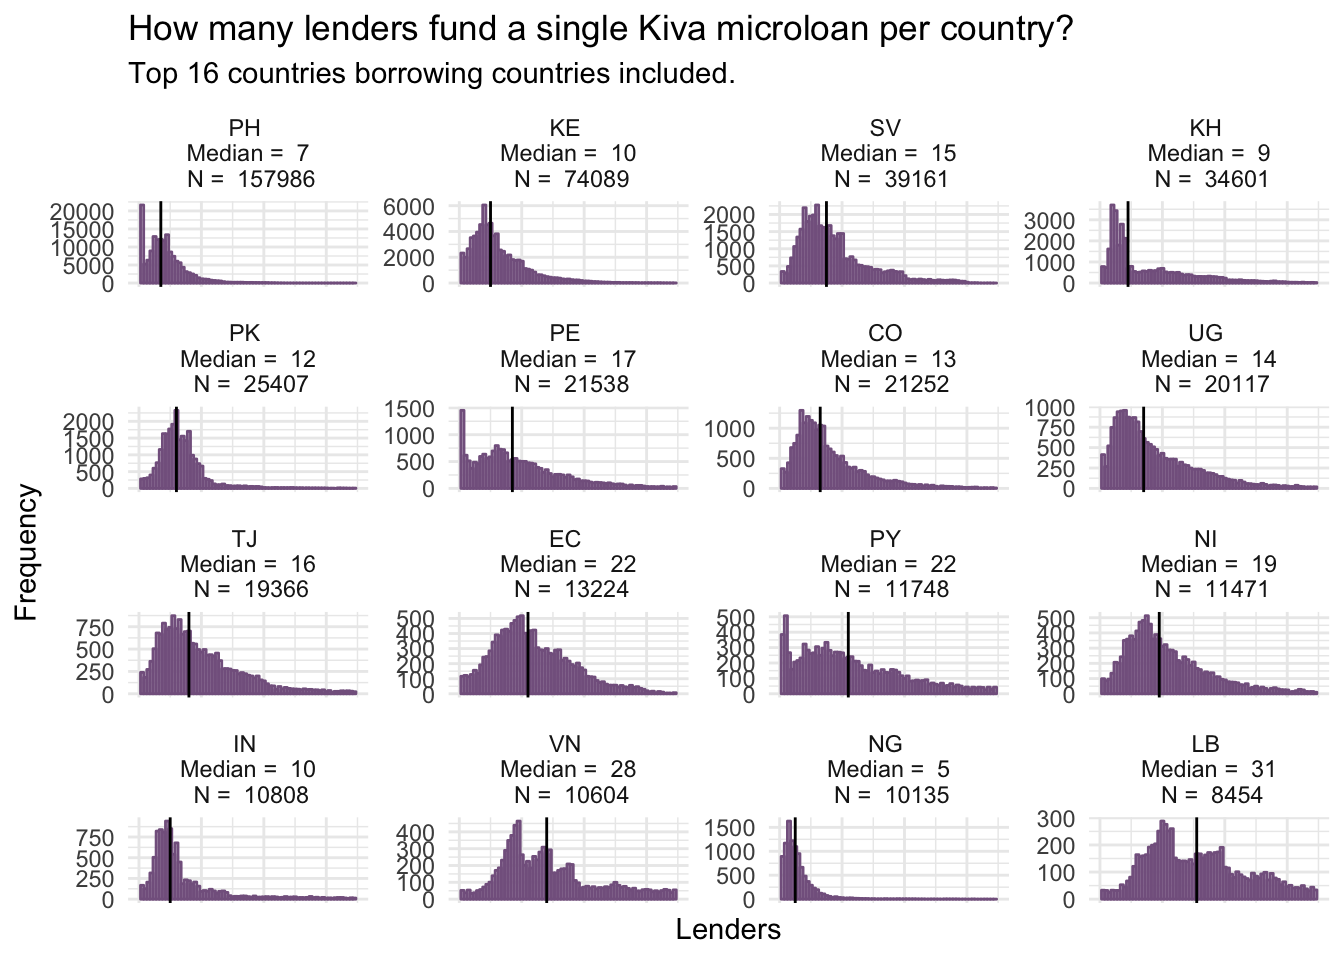 How many lenders fund a single Kiva microloan per country?
Top 16 countries borrowing countries included.
PH
Median =  7
N =  157986
20000
15000
10000
5000
0
KE
Median =  10
N =  74089
6000
4000
2000
0
SV
Median =  15
N =  39161
2000
1500
1000
500
0
KH
Median =  9
N =  34601
3000
2000
1000
0
PK
Median =  12
N =  25407
2000
1500
1000
500
0
PE
Median =  17
N =  21538
1500
1000
500
0
CO
Median =  13
N =  21252
1000
500
0
UG
Median =  14
N =  20117
1000
750
500
250
0
TJ
Median =  16
N =  19366
750
500
250
0
EC
Median =  22
N =  13224
500
400
300
200
100
0
PY
Median =  22
N =  11748
500
400
300
200
100
0
NI
Median =  19
N =  11471
500
400
300
200
100
0
IN
Median =  10
N =  10808
750
500
250
0
VN
Median =  28
N =  10604
400
300
200
100
0
NG
Median =  5
N =  10135
1500
1000
500
0
LB
Median =  31
N =  8454
300
200
100
0
Frequency
Lenders